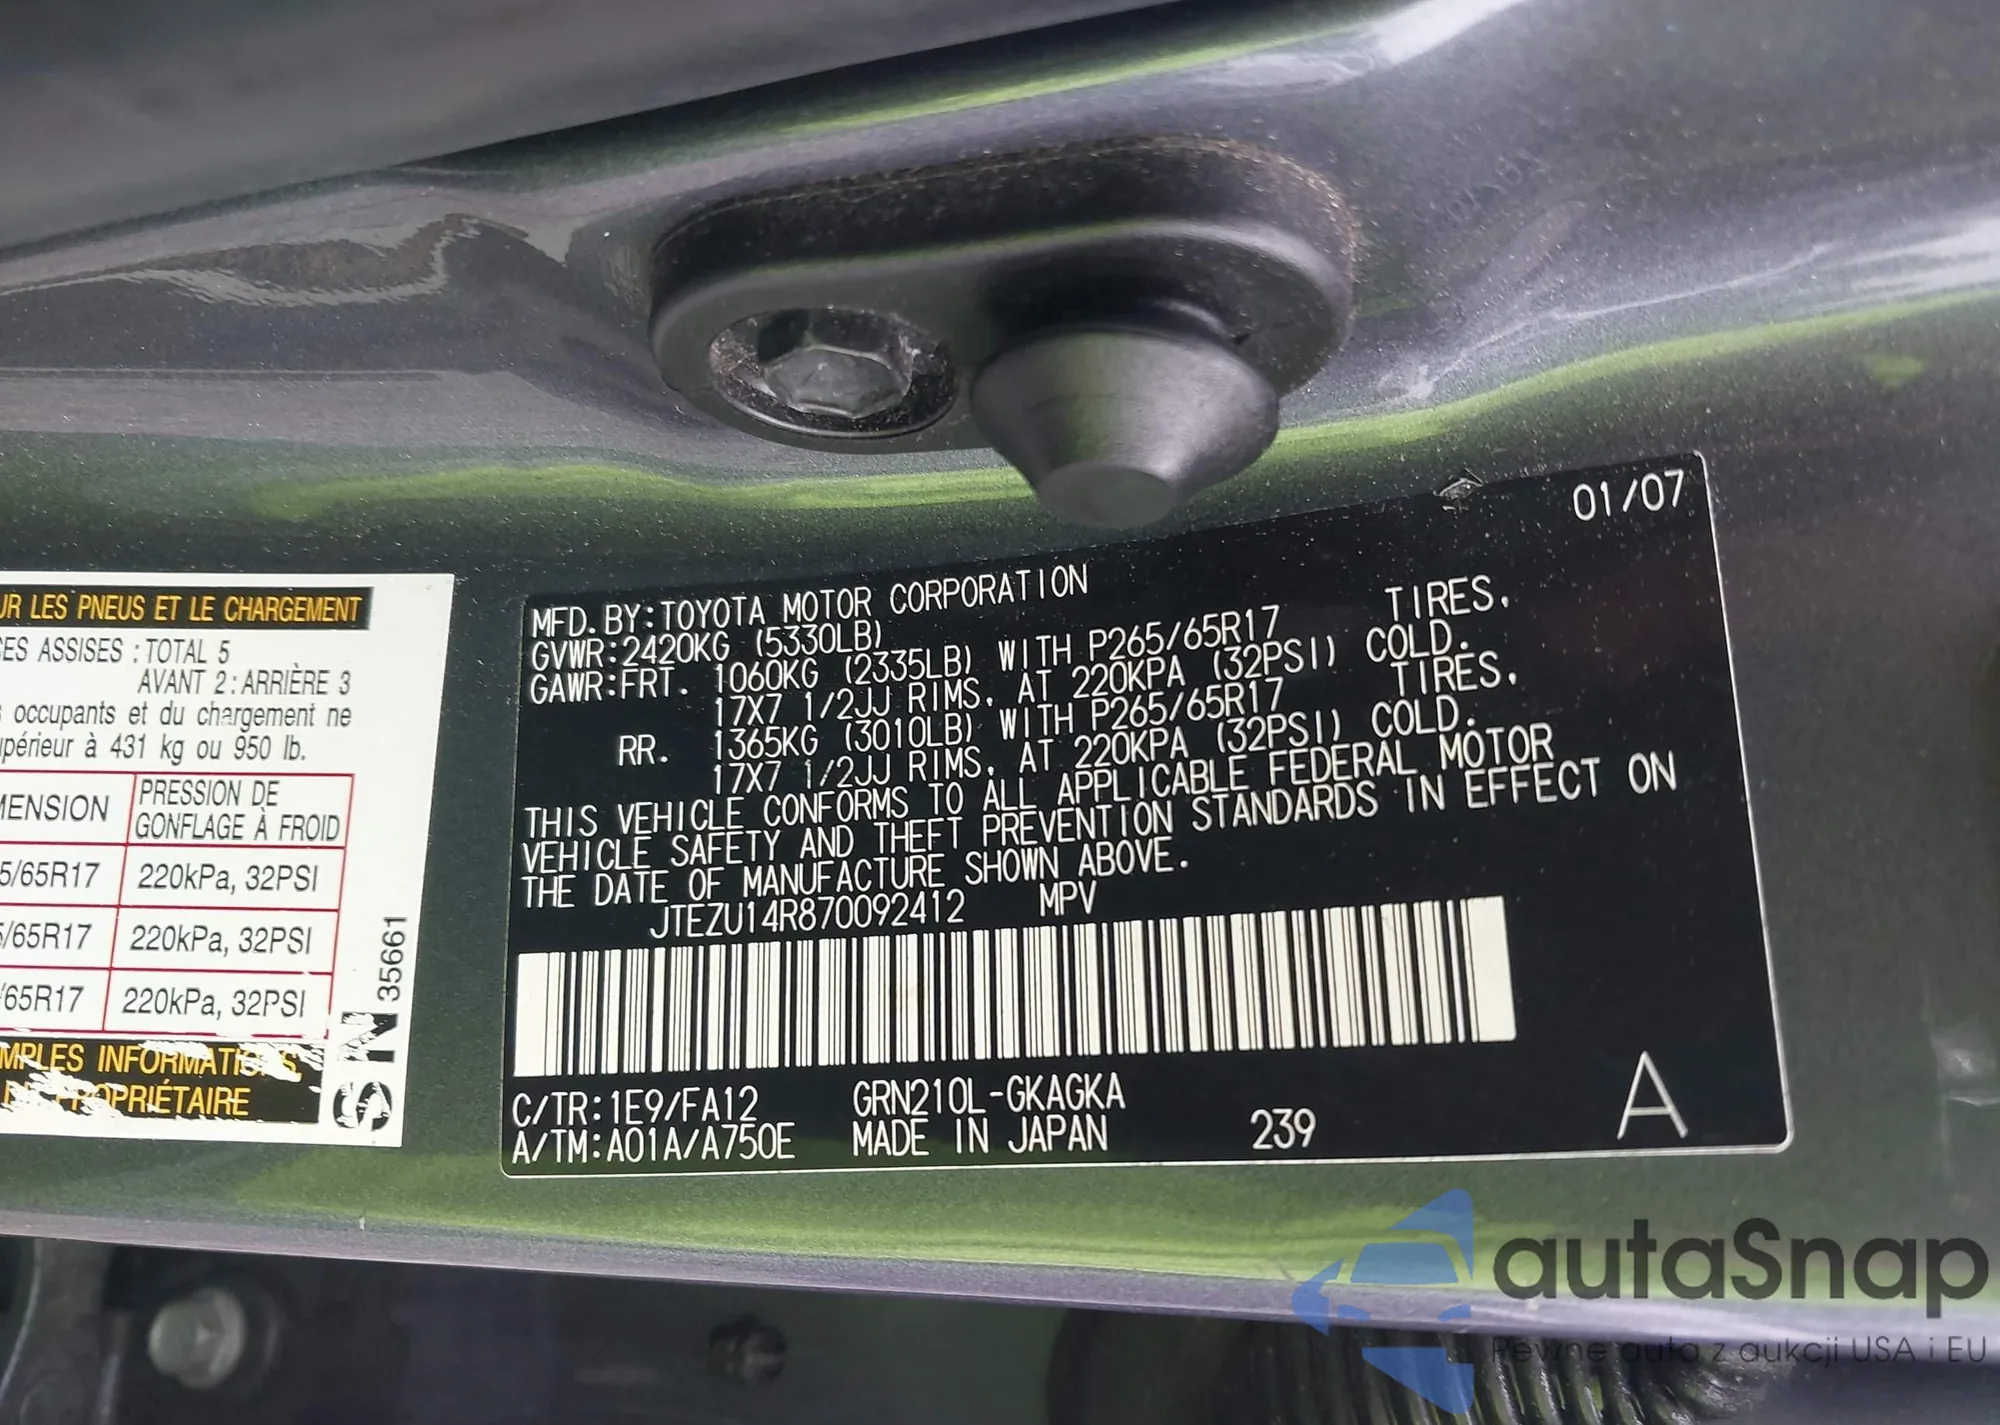 01/07
MFD. BY:TOYOTA MOTOR CORPORATION
GVWR:2420KG (5330LB)
GAWR:FRT. 1060KG (2335LB) WITH P265/65R17 TIRES,
17X7 1/2JJ RIMS, AT 220KPA (32PSI) COLD.
RR. 1365KG (3010LB) WITH P265/65R17 TIRES,
17X7 1/2JJ RIMS, AT 220KPA (32PSI) COLD.
THIS VEHICLE CONFORMS TO ALL APPLICABLE FEDERAL MOTOR
VEHICLE SAFETY AND THEFT PREVENTION STANDARDS IN EFFECT ON
THE DATE OF MANUFACTURE SHOWN ABOVE.
JTEZU14R870092412 MPV
C/TR:1E9/FA12 GRN210L-GKAGKA
A/TM:A01A/A750E MADE IN JAPAN 239 A
LES PNEUS ET LE CHARGEMENT
ASSISES : TOTAL 5
AVANT 2 : ARRIÈRE 3
occupants et du chargement ne
à 431 kg ou 950 lb.
PRESSION DE
GONFLAGE À FROID
5/65R17 220kPa, 32PSI
/65R17 220kPa, 32PSI
/65R17 220kPa, 32PSI
INFORMATIONS,
PROPRIÉTAIRE
35661
autaSnap
Pewne auta z aukcji USA i EU